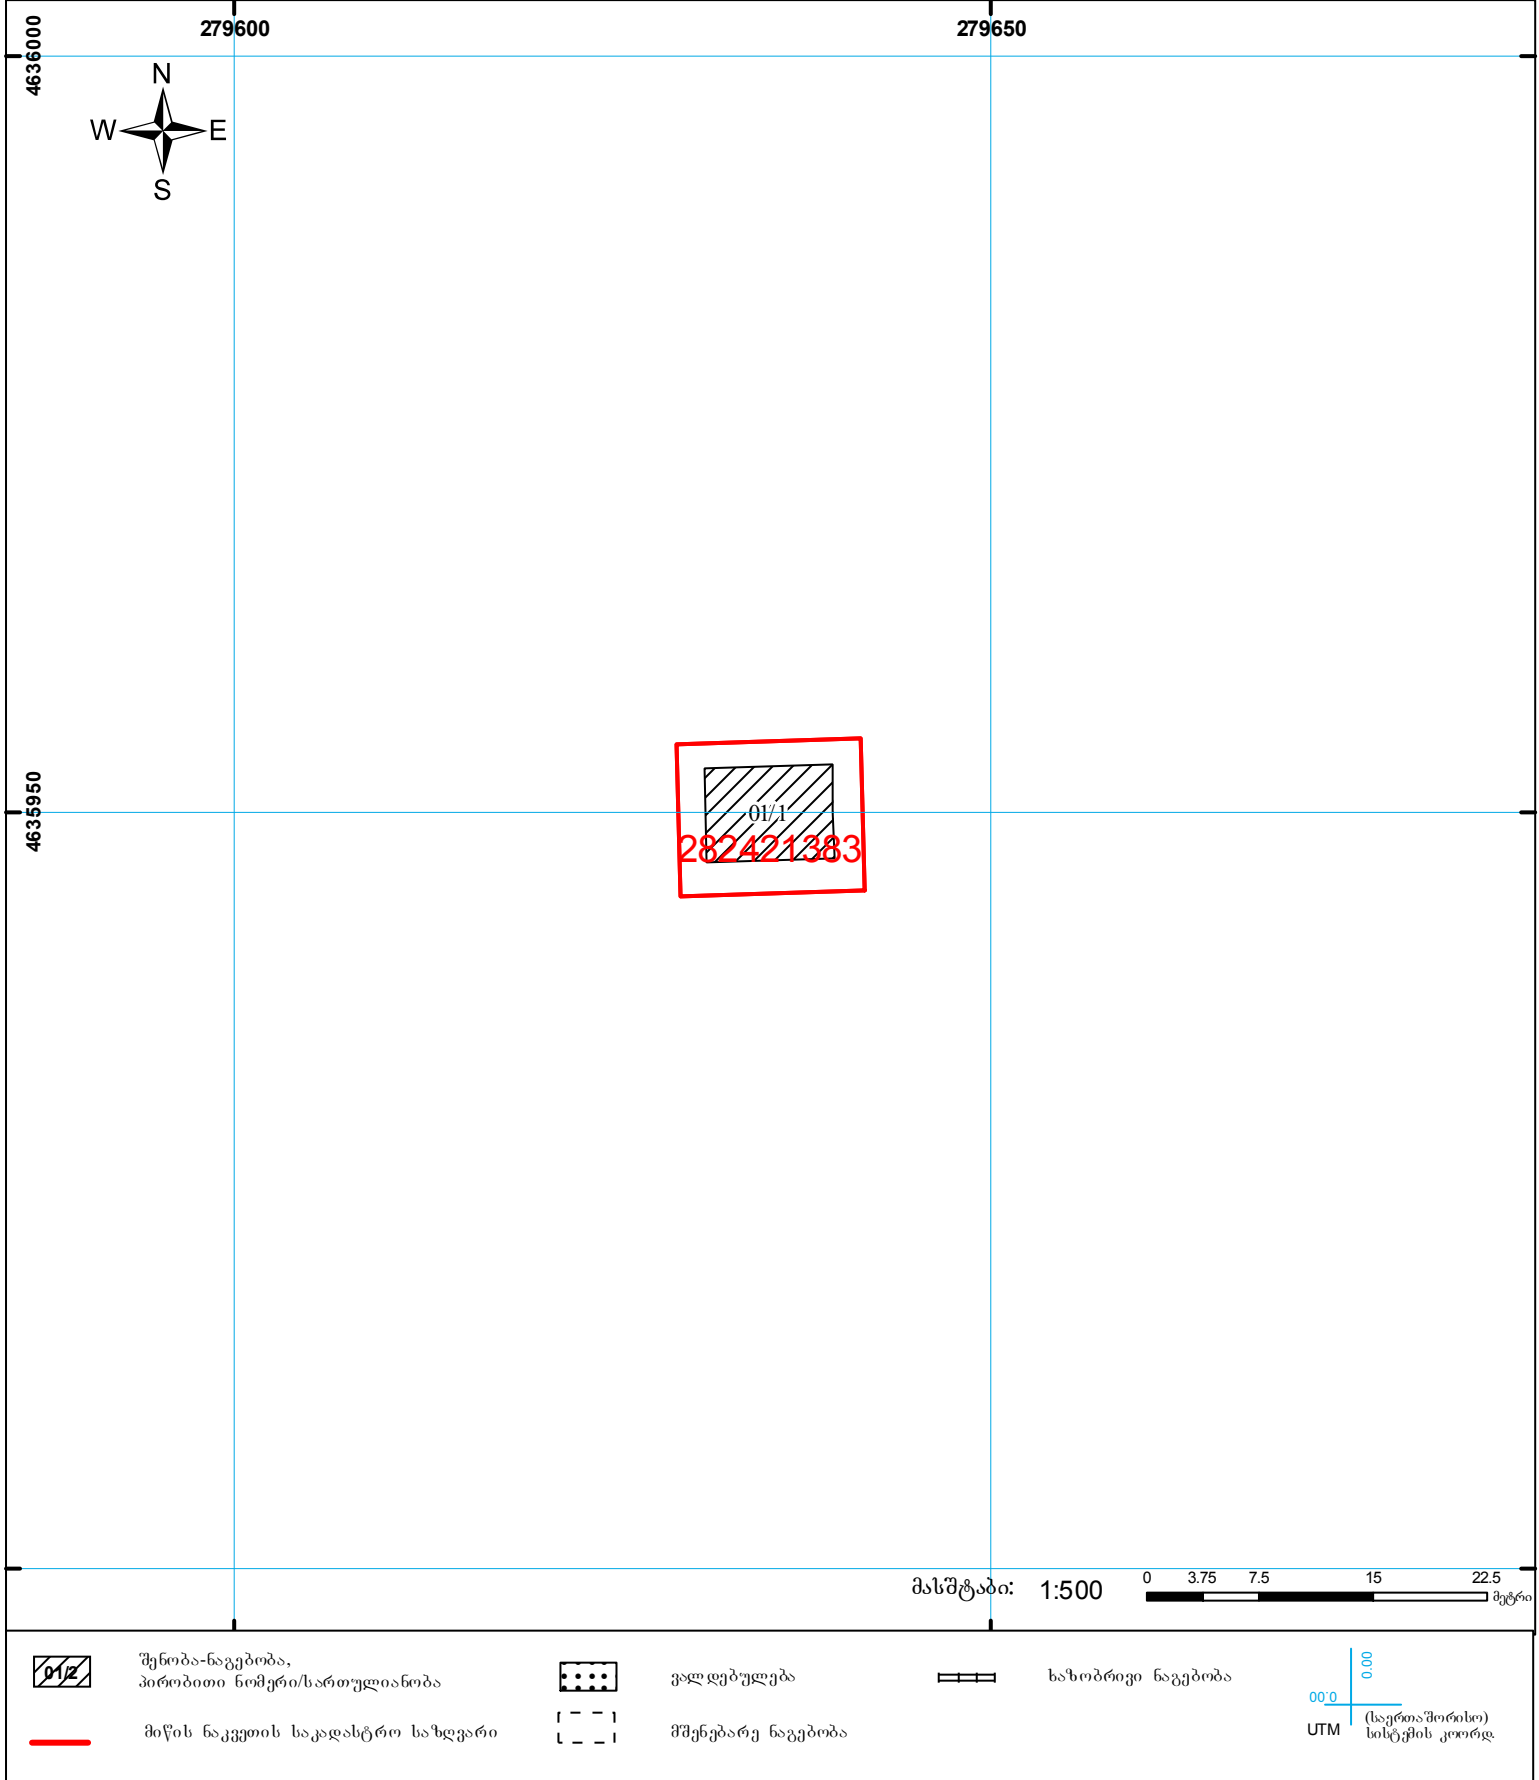 279600
279650
4636000
N
W E
S
4635950
01/1
282421383
მასშტაბი: 1:500
0 3.75 7.5 15 22.5
მეტრი
01/2
შენობა-ნაგებობა,
პირობითი ნომერი/სართულიანობა
ვალდებულება
ხაზობრივი ნაგებობა
მიწის ნაკვეთის საკადასტრო საზღვარი
მშენებარე ნაგებობა
00.0
00.0
UTM
(საერთაშორისო)
სისტემის კოორდ.